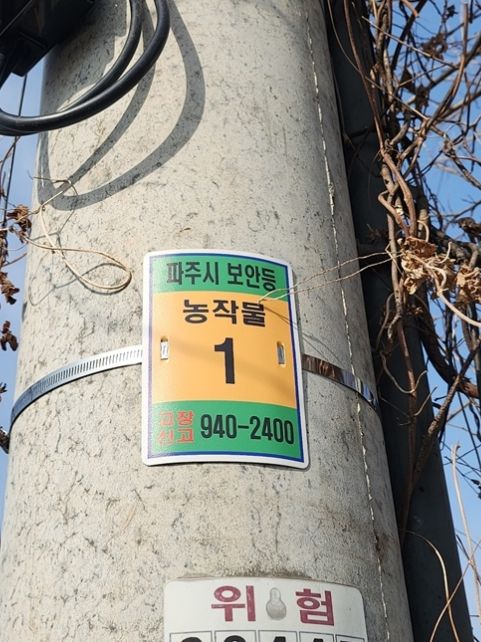 파주시 보안등
농작물
1
고장
신고 940-2400
위험